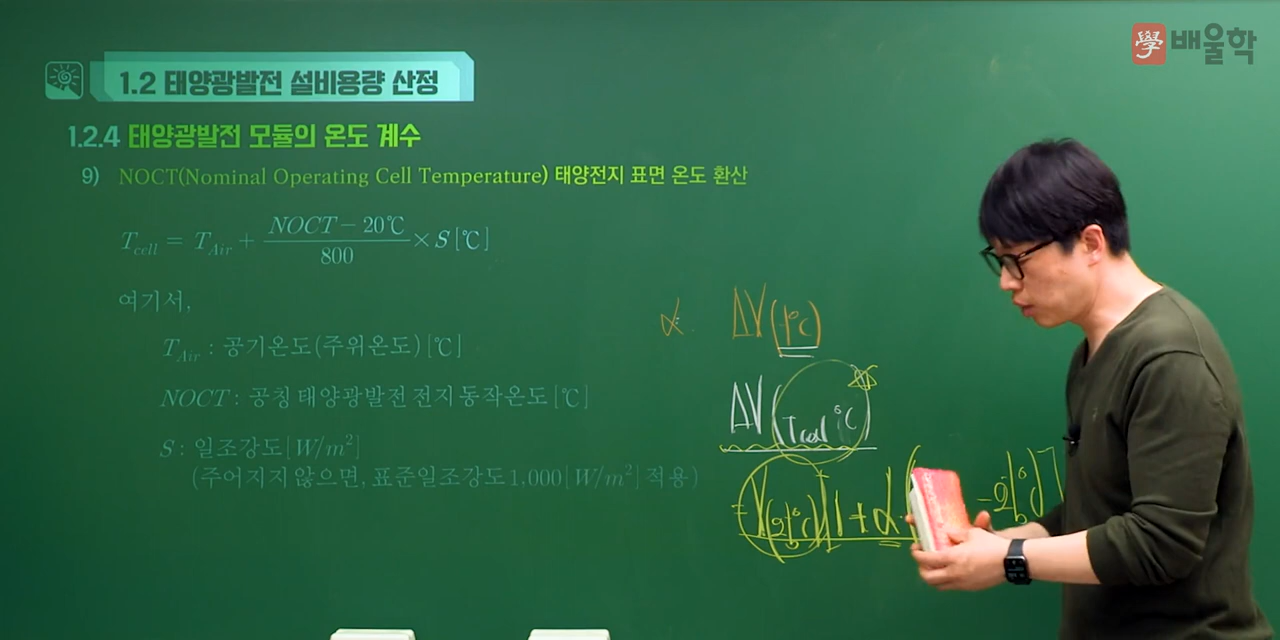 學 배울학
1.2 태양광발전 설비용량 산정
1.2.4 태양광발전 모듈의 온도 계수
9) NOCT(Nominal Operating Cell Temperature) 태양전지 표면 온도 환산
T_cell = T_Air + (NOCT - 20℃)/800 × S[℃]
여기서,
T_Air : 공기온도(주위온도)[℃]
NOCT : 공칭 태양광발전 전지 동작온도[℃]
S : 일조강도[W/m²]
(주어지지 않으면, 표준일조강도 1,000[W/m²] 적용)
α. ΔV(1℃)
ΔV(Tcell ℃)
(25℃)[1+α·( -25℃)]